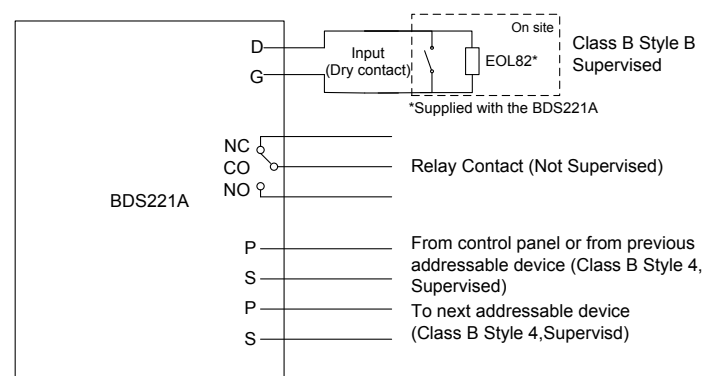 On site
D
Input
(Dry contact)
EOL82*
Class B Style B
Supervised
G
*Supplied with the BDS221A
NC
CO
NO
Relay Contact (Not Supervised)
BDS221A
P
S
From control panel or from previous
addressable device (Class B Style 4,
Supervised)
P
S
To next addressable device
(Class B Style 4,Supervisd)